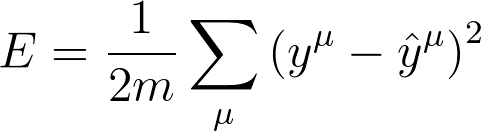 E = \frac{1}{2m} \sum_{\mu} (y^{\mu} - \hat{y}^{\mu})^2